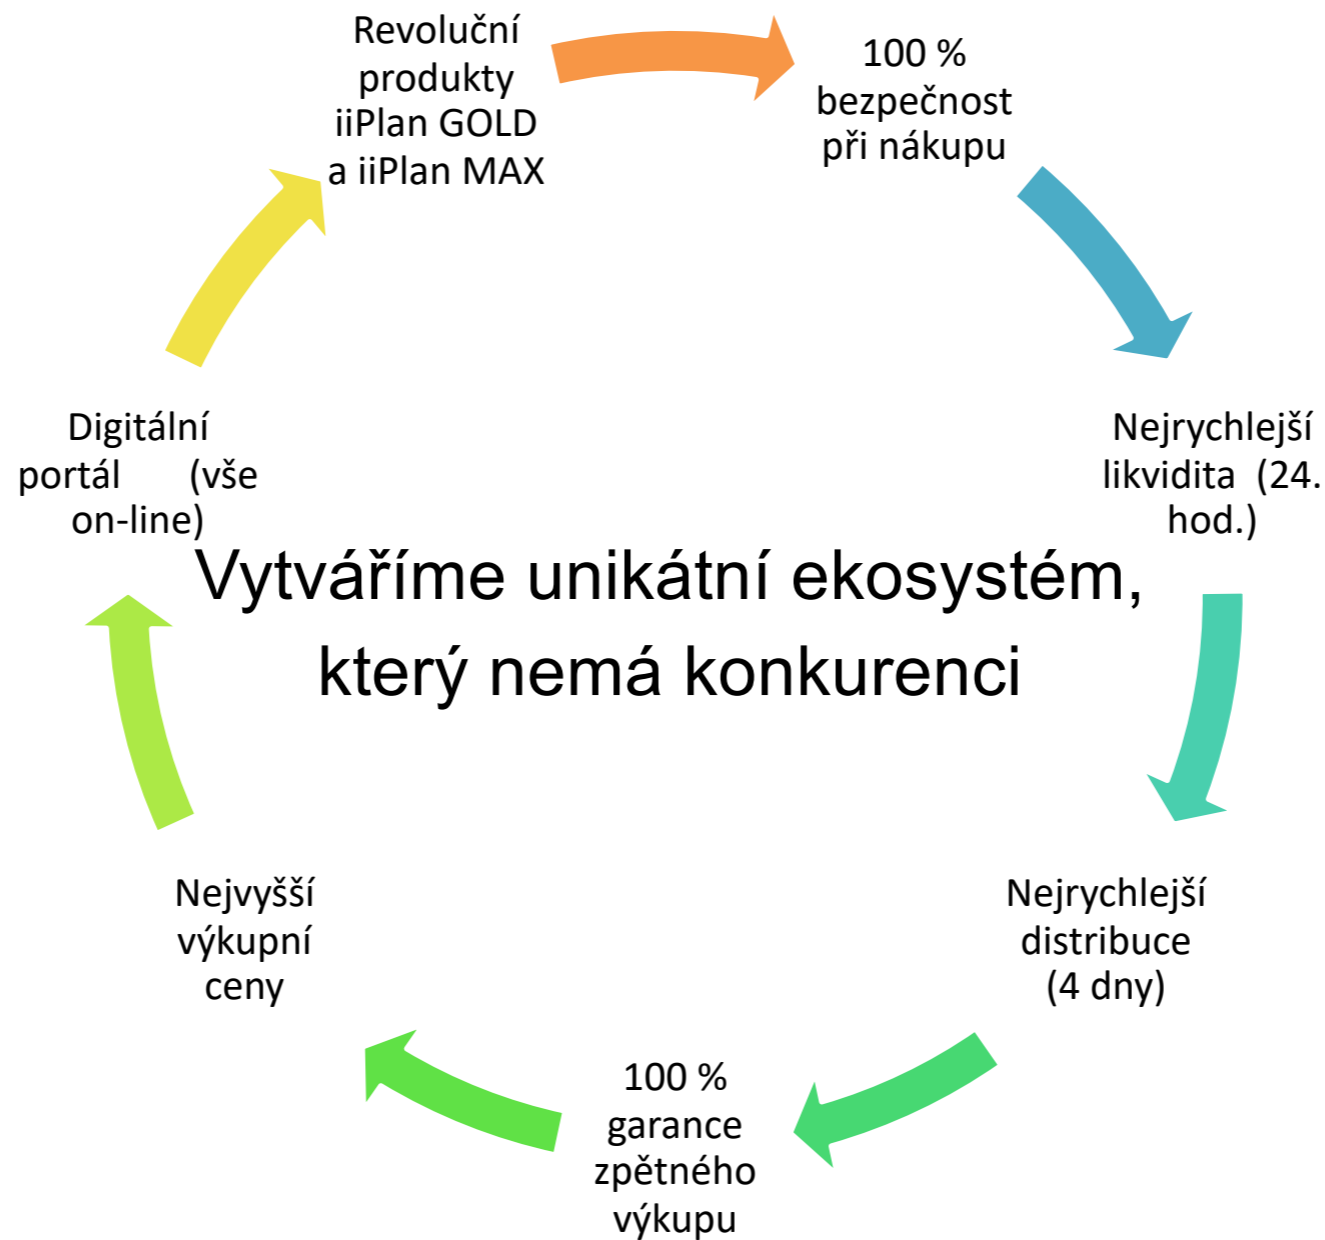 Revoluční
produkty
iiPlan GOLD
a iiPlan MAX
100 %
bezpečnost
při nákupu
Nejrychlejší
likvidita (24.
hod.)
Nejrychlejší
distribuce
(4 dny)
100 %
garance
zpětného
výkupu
Nejvyšší
výkupní
ceny
Digitální
portál (vše
on-line)
Vytváříme unikátní ekosystém,
který nemá konkurenci